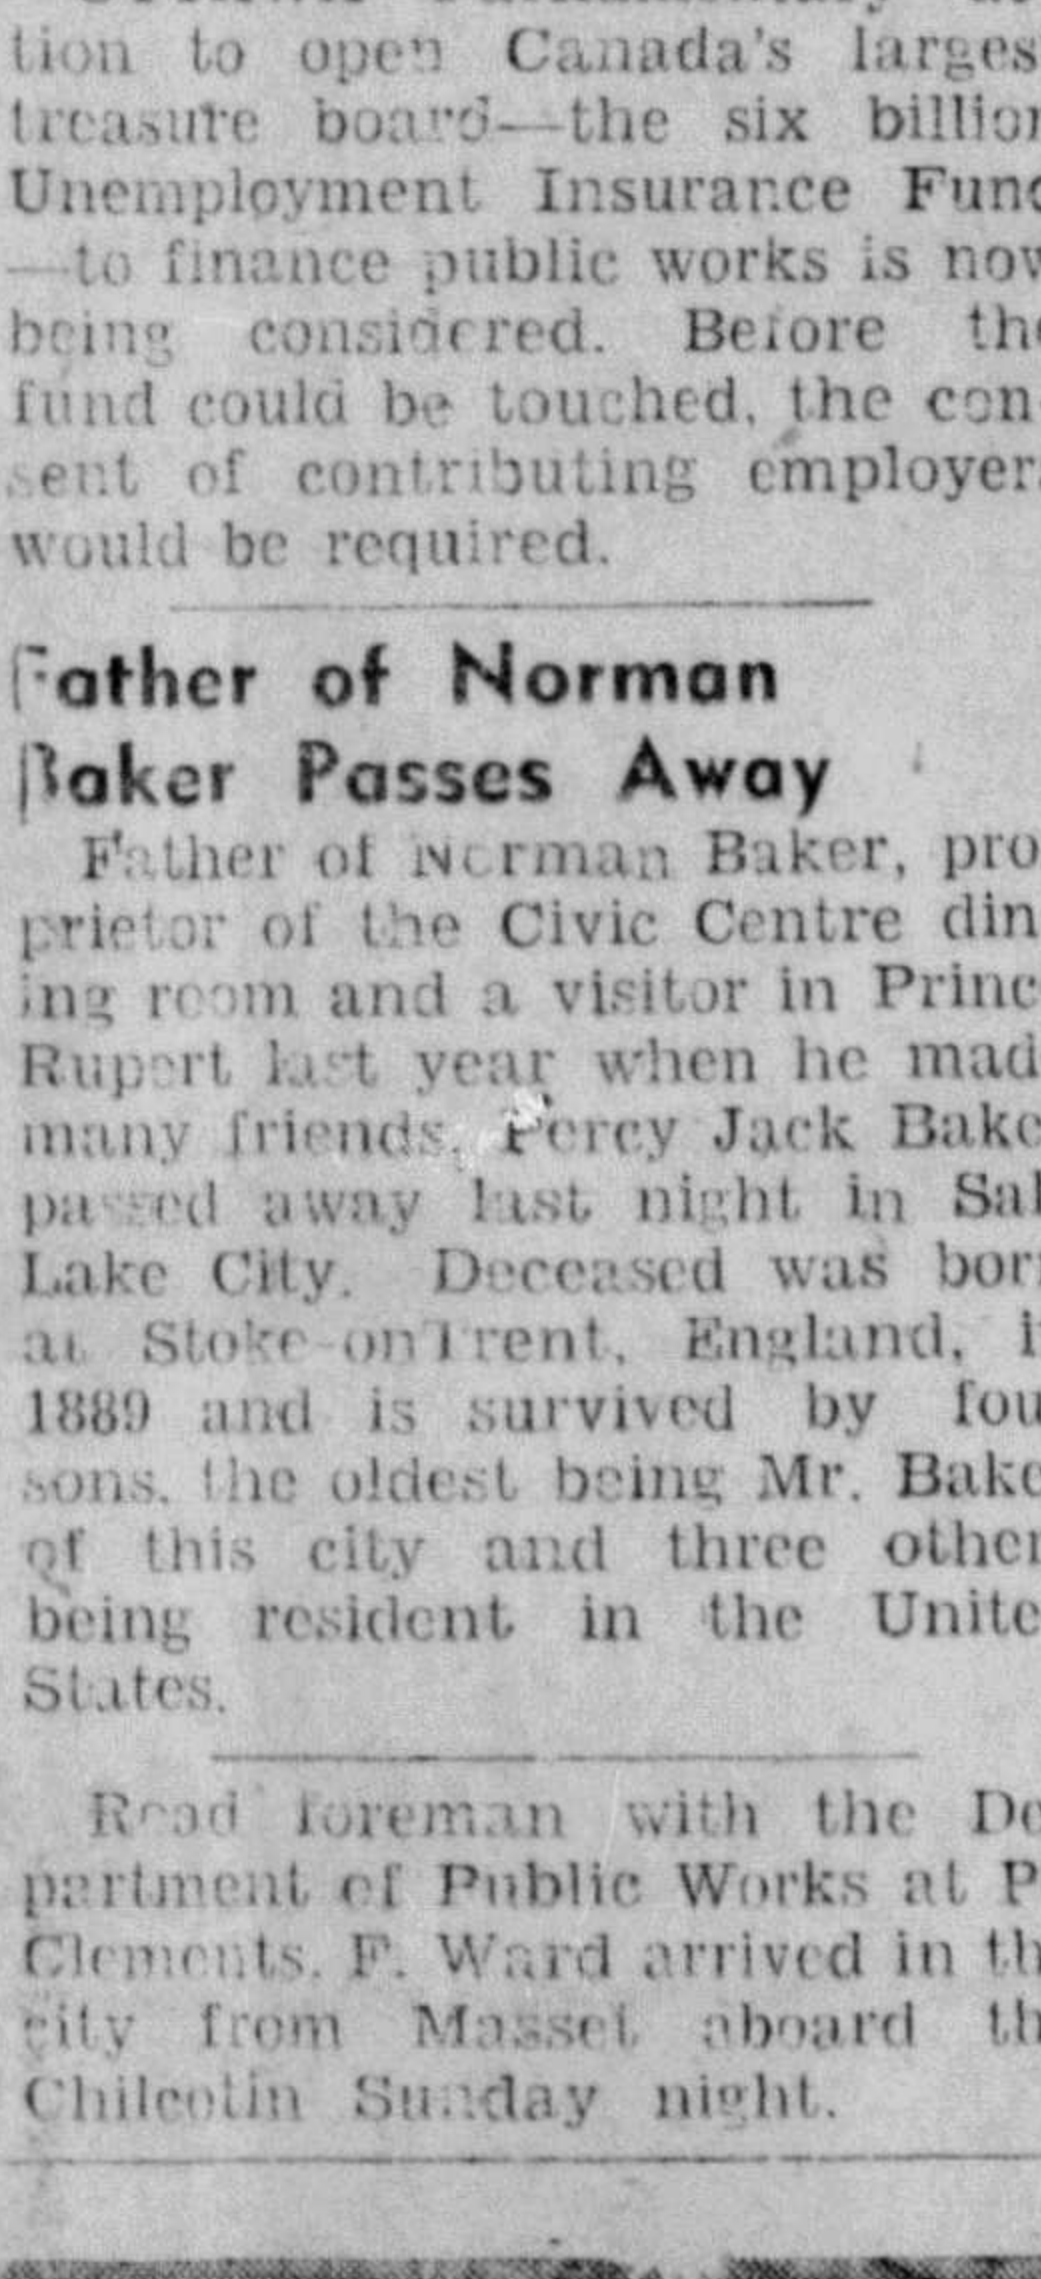 tion to open Canada's larges
treasure board—the six billion
Unemployment Insurance Fund
—to finance public works is now
being considered. Before the
fund could be touched, the con-
sent of contributing employers
would be required.
Father of Norman
Baker Passes Away
Father of Norman Baker, pro
prietor of the Civic Centre din
ing room and a visitor in Princ
Rupert last year when he mad
many friends, Percy Jack Bake
passed away last night in Sal
Lake City. Deceased was born
at Stoke-onTrent, England, in
1889 and is survived by fou
sons, the oldest being Mr. Bake
of this city and three other
being resident in the Unite
States.
Road foreman with the De
partment of Public Works at P
Clements, F. Ward arrived in th
city from Masset aboard th
Chilcotin Sunday night.